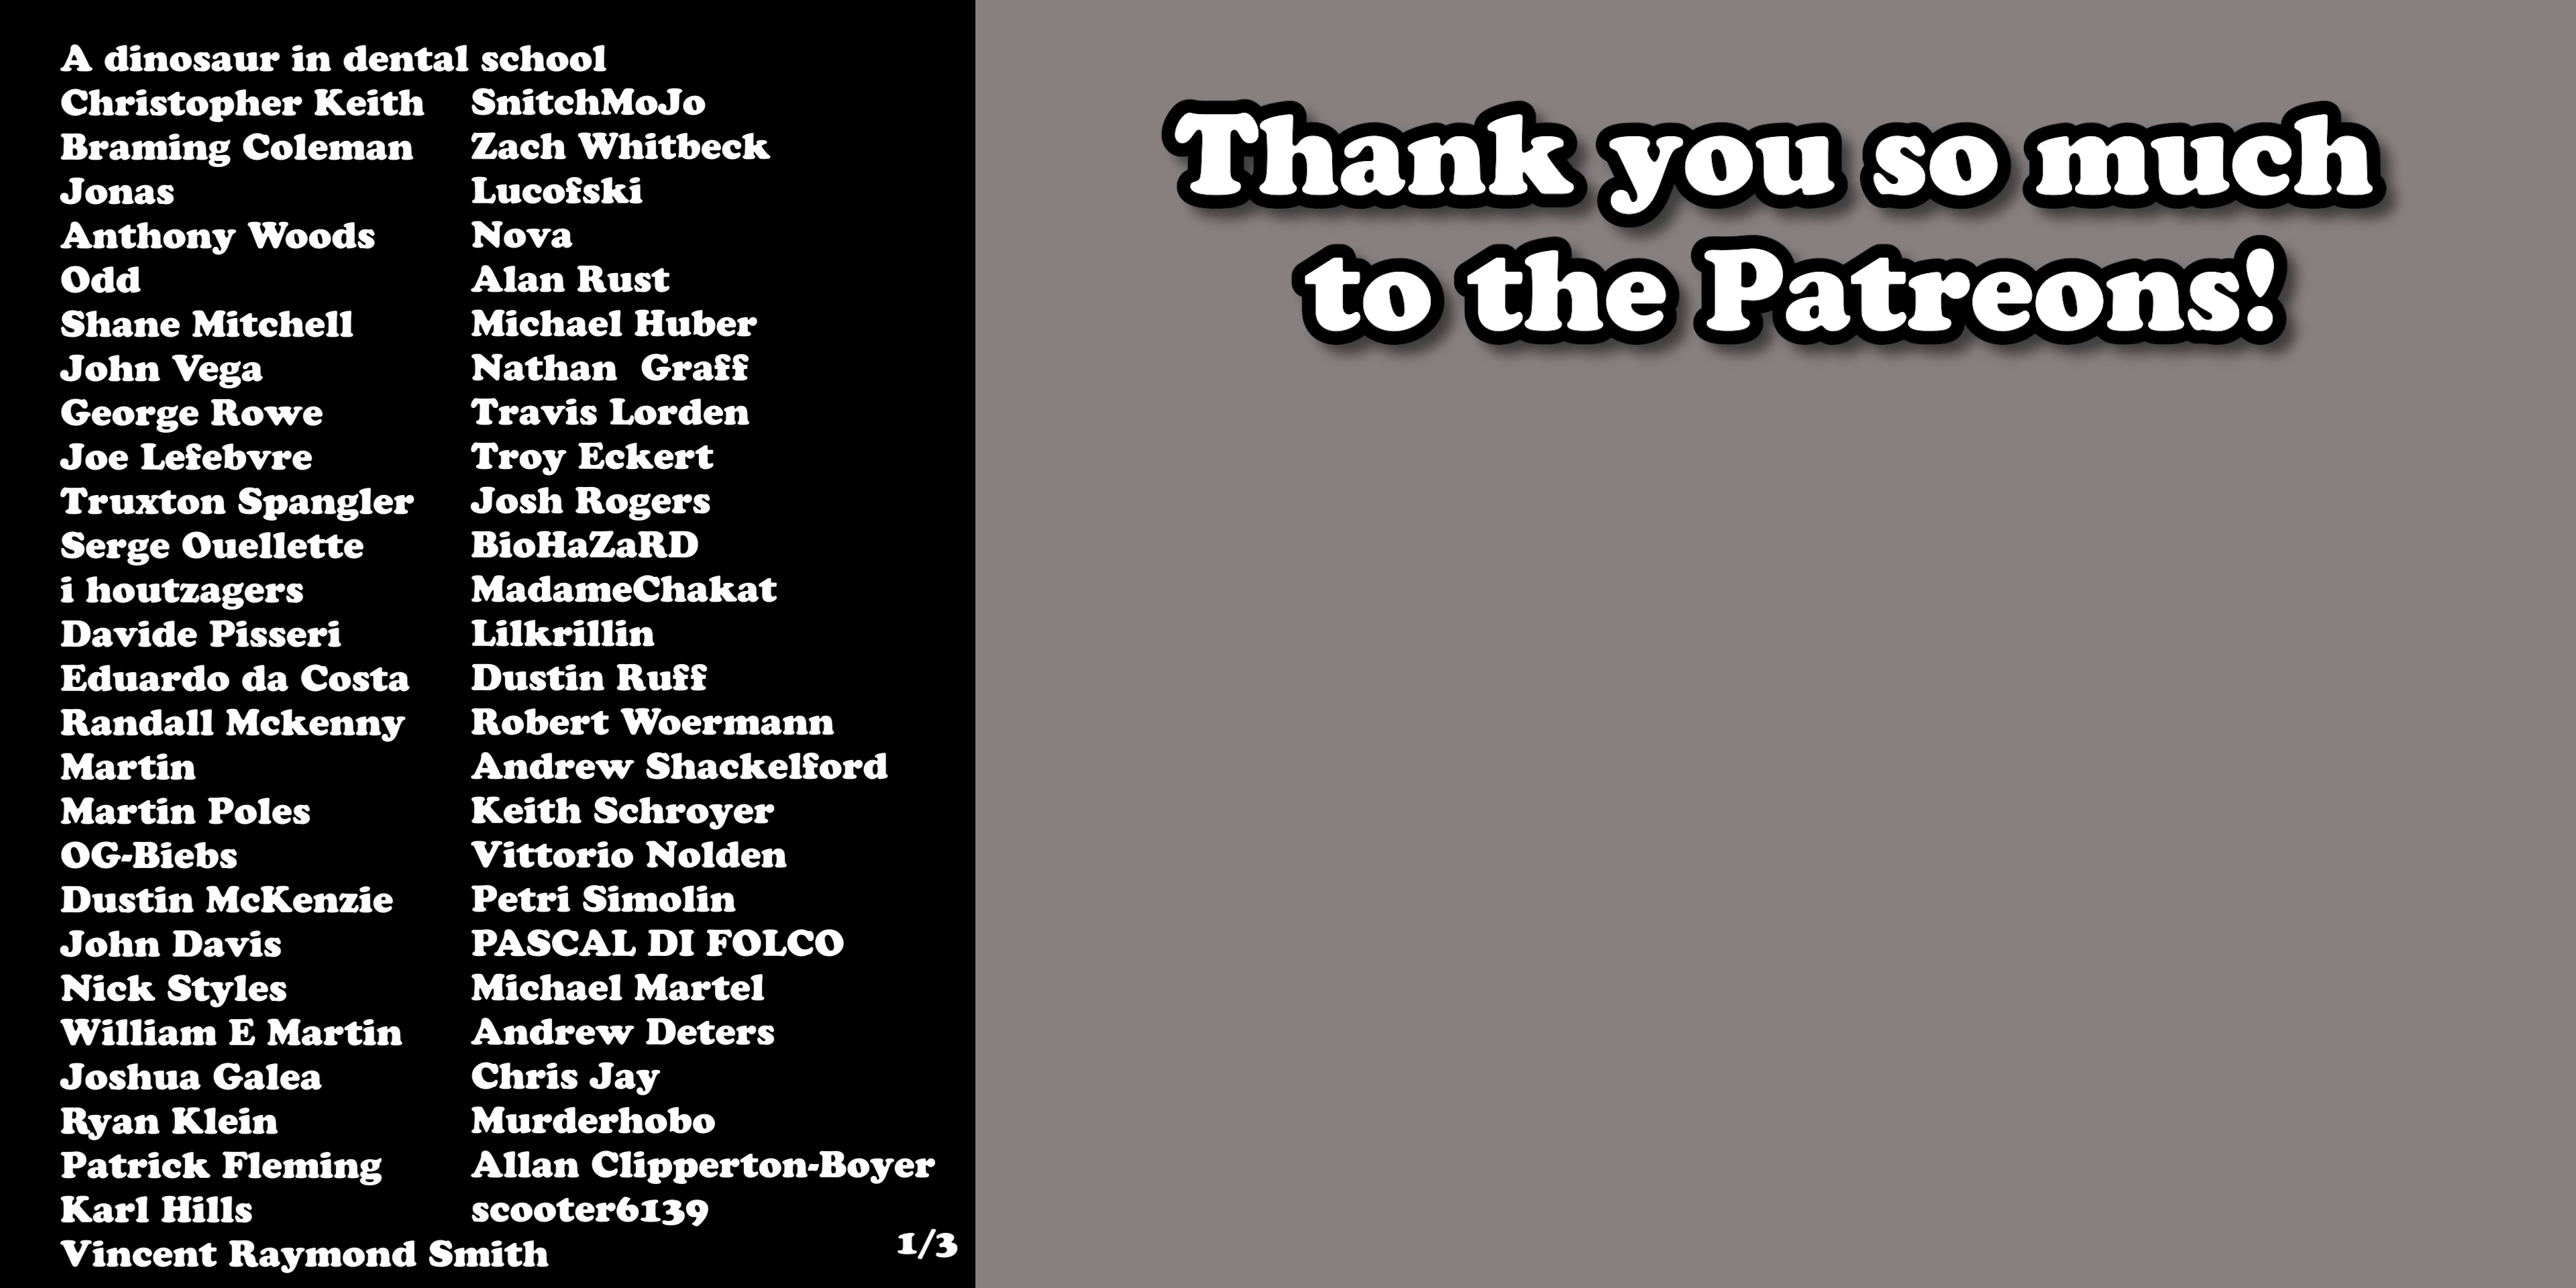 A dinosaur in dental school
Christopher Keith
Braming Coleman
Jonas
Anthony Woods
Odd
Shane Mitchell
John Vega
George Rowe
Joe Lefebvre
Truxton Spangler
Serge Ouellette
i houtzagers
Davide Pisseri
Eduardo da Costa
Randall Mckenny
Martin
Martin Poles
OG-Biebs
Dustin McKenzie
John Davis
Nick Styles
William E Martin
Joshua Galea
Ryan Klein
Patrick Fleming
Karl Hills
Vincent Raymond Smith
SnitchMoJo
Zach Whitbeck
Lucofski
Nova
Alan Rust
Michael Huber
Nathan  Graff
Travis Lorden
Troy Eckert
Josh Rogers
BioHaZaRD
MadameChakat
Lilkrillin
Dustin Ruff
Robert Woermann
Andrew Shackelford
Keith Schroyer
Vittorio Nolden
Petri Simolin
PASCAL DI FOLCO
Michael Martel
Andrew Deters
Chris Jay
Murderhobo
Allan Clipperton-Boyer
scooter6139
1/3
Thank you so much
to the Patreons!